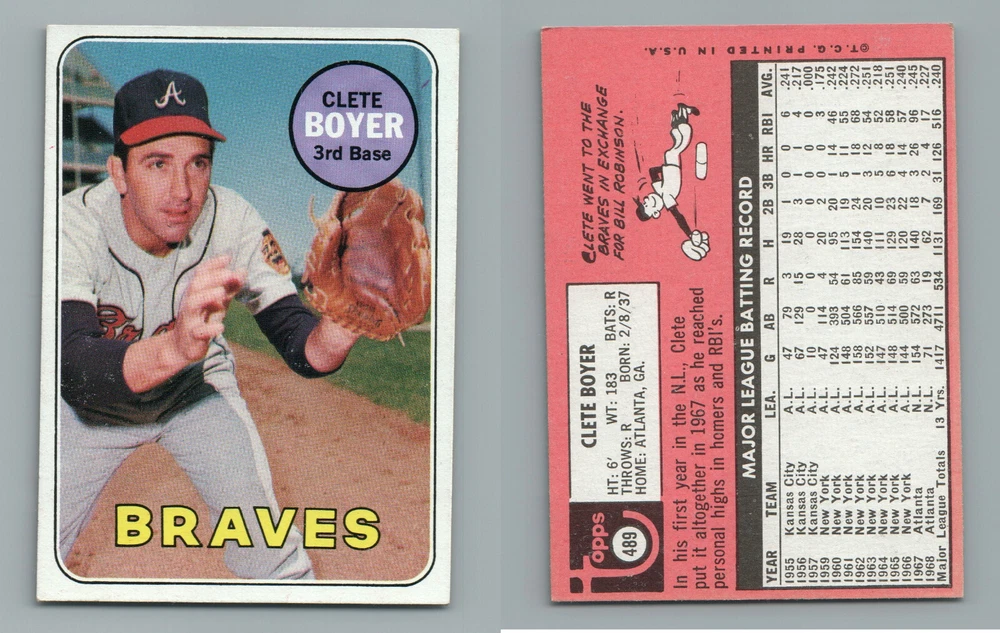 A
CLETE
BOYER
3rd Base
BRAVES
Topps
489
CLETE BOYER
HT: 6' WT: 183 BATS: R
THROWS: R BORN: 2/8/37
HOME: ATLANTA, GA.
CLETE WENT TO THE
BRAVES IN EXCHANGE
FOR BILL ROBINSON.
In his first year in the N.L., Clete
put it altogether in 1967 as he reached
personal highs in homers and RBI's.
MAJOR LEAGUE BATTING RECORD
YEAR TEAM LEA. G AB R H 2B 3B HR RBI AVG.
1955 Kansas City A.L. 47 79 3 19 1 0 0 6 .241
1956 Kansas City A.L. 67 129 15 28 3 1 1 4 .217
1957 Kansas City A.L. 10 0 0 0 0 0 0 0 .000
1959 New York A.L. 47 114 4 20 2 0 0 3 .175
1960 New York A.L. 124 393 54 95 20 1 14 46 .242
1961 New York A.L. 148 504 61 113 19 5 11 55 .224
1962 New York A.L. 158 566 85 154 24 1 18 68 .272
1963 New York A.L. 152 557 59 140 20 3 12 54 .251
1964 New York A.L. 147 510 43 111 10 5 8 52 .218
1965 New York A.L. 148 514 69 129 23 6 18 58 .251
1966 New York A.L. 144 500 59 120 22 4 14 57 .240
1967 Atlanta N.L. 154 572 63 140 18 3 26 96 .245
1968 Atlanta N.L. 71 273 19 62 7 2 4 17 .227
Major League Totals 13 Yrs. 1417 4711 534 1131 169 31 126 516 .240
©T.C.G. PRINTED IN U.S.A.